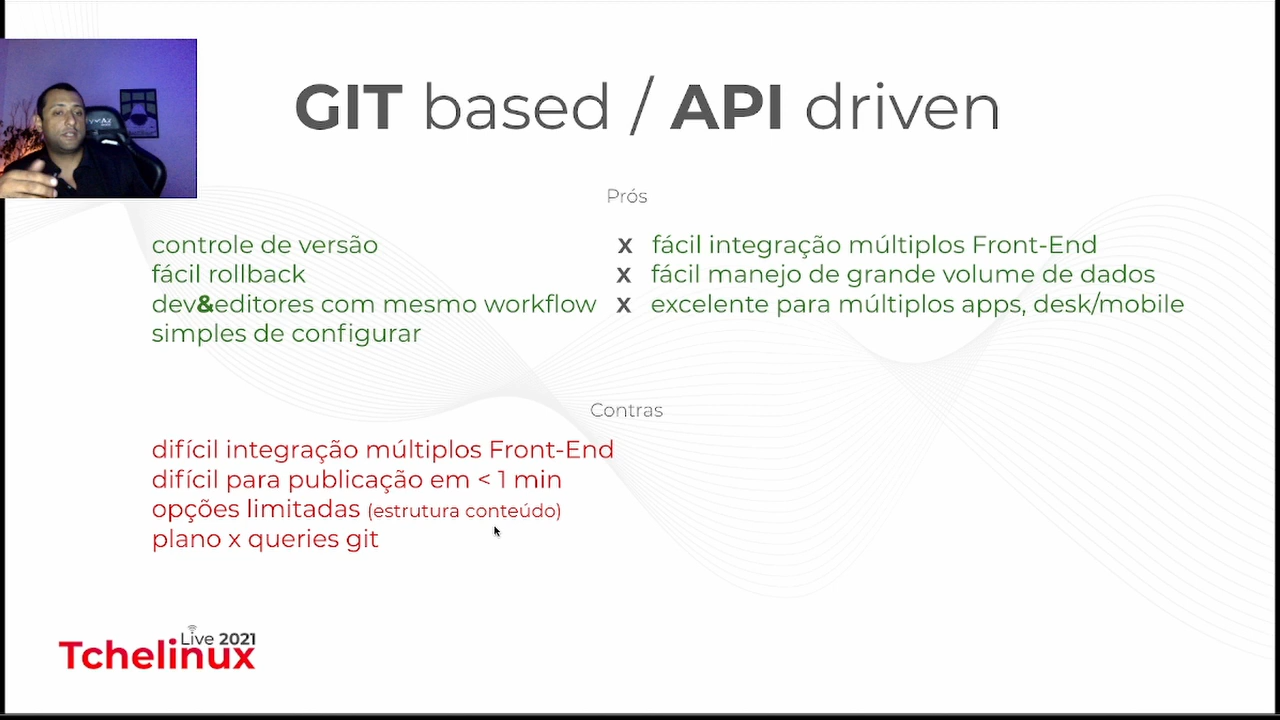 GIT based / API driven
Prós
controle de versão x fácil integração múltiplos Front-End
fácil rollback x fácil manejo de grande volume de dados
dev&editores com mesmo workflow x excelente para múltiplos apps, desk/mobile
simples de configurar
Contras
difícil integração múltiplos Front-End
difícil para publicação em < 1 min
opções limitadas (estrutura conteúdo)
plano x queries git
Live 2021
Tchelinux